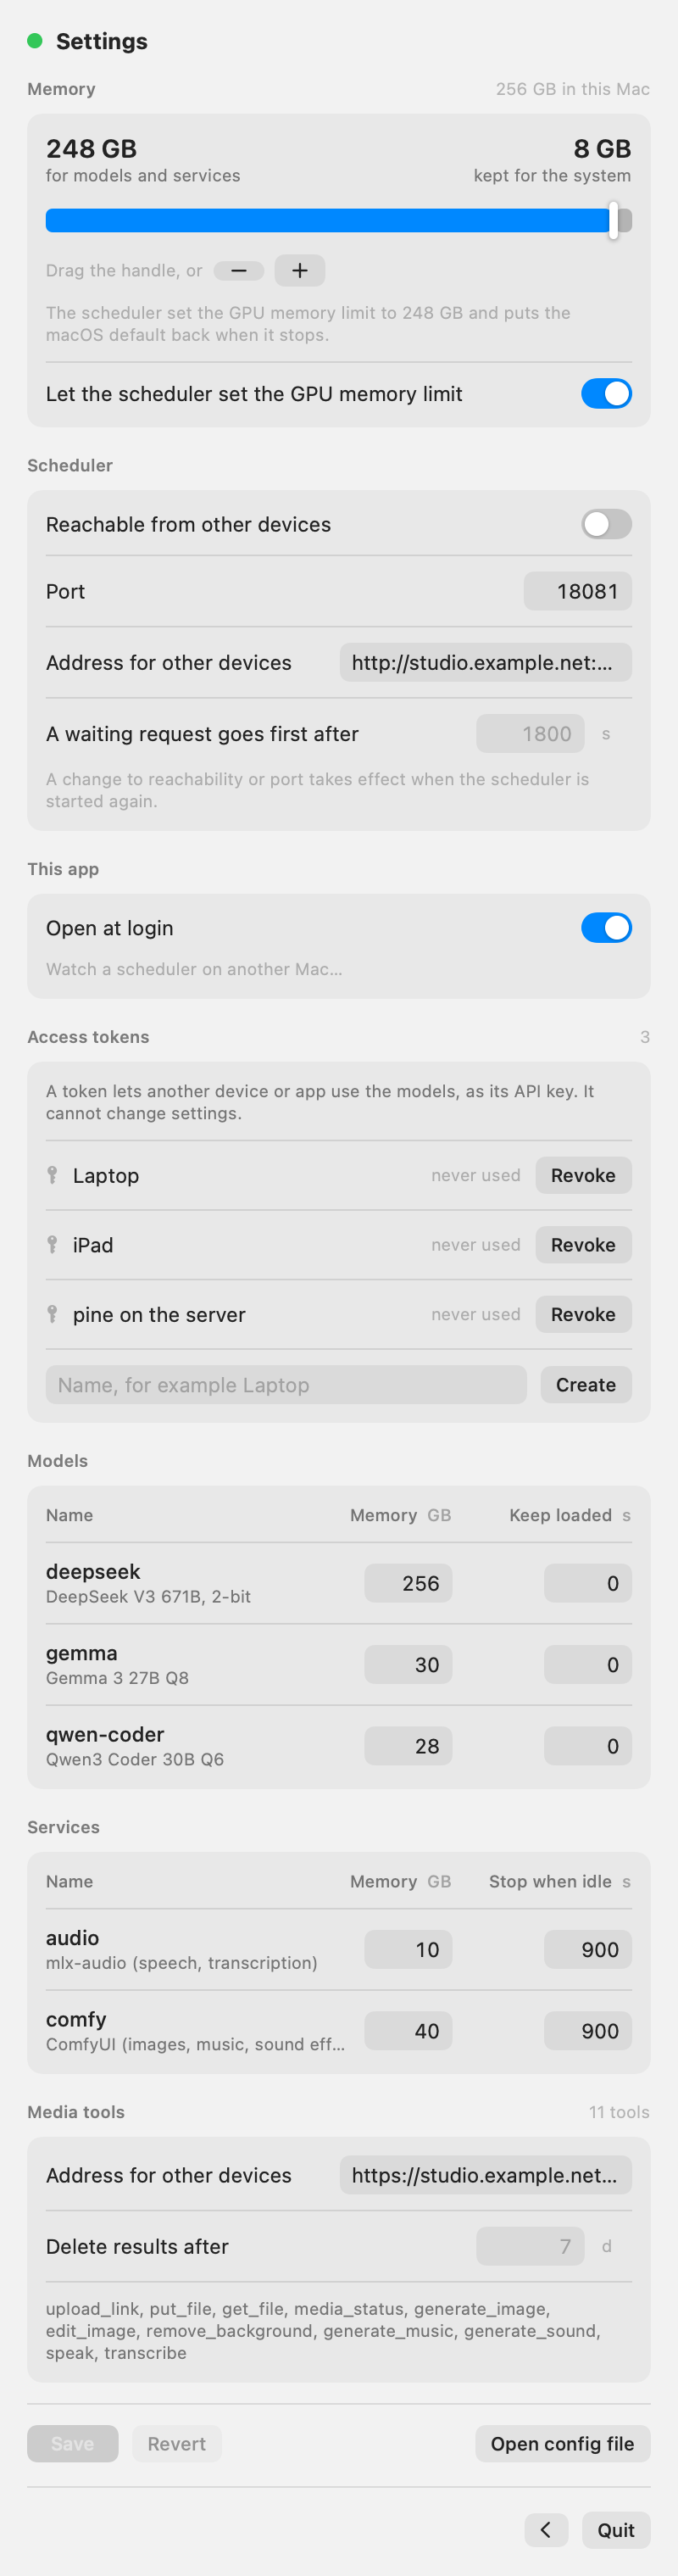 Settings
Memory 256 GB in this Mac
248 GB 8 GB
for models and services kept for the system
Drag the handle, or − +
The scheduler set the GPU memory limit to 248 GB and puts the
macOS default back when it stops.
Let the scheduler set the GPU memory limit
Scheduler
Reachable from other devices
Port 18081
Address for other devices http://studio.example.net:...
A waiting request goes first after 1800 s
A change to reachability or port takes effect when the scheduler is
started again.
This app
Open at login
Watch a scheduler on another Mac...
Access tokens 3
A token lets another device or app use the models, as its API key. It
cannot change settings.
Laptop never used Revoke
iPad never used Revoke
pine on the server never used Revoke
Name, for example Laptop Create
Models
Name Memory GB Keep loaded s
deepseek 256 0
DeepSeek V3 671B, 2-bit
gemma 30 0
Gemma 3 27B Q8
qwen-coder 28 0
Qwen3 Coder 30B Q6
Services
Name Memory GB Stop when idle s
audio 10 900
mlx-audio (speech, transcription)
comfy 40 900
ComfyUI (images, music, sound eff...
Media tools 11 tools
Address for other devices https://studio.example.net...
Delete results after 7 d
upload_link, put_file, get_file, media_status, generate_image,
edit_image, remove_background, generate_music, generate_sound,
speak, transcribe
Save Revert Open config file
Quit